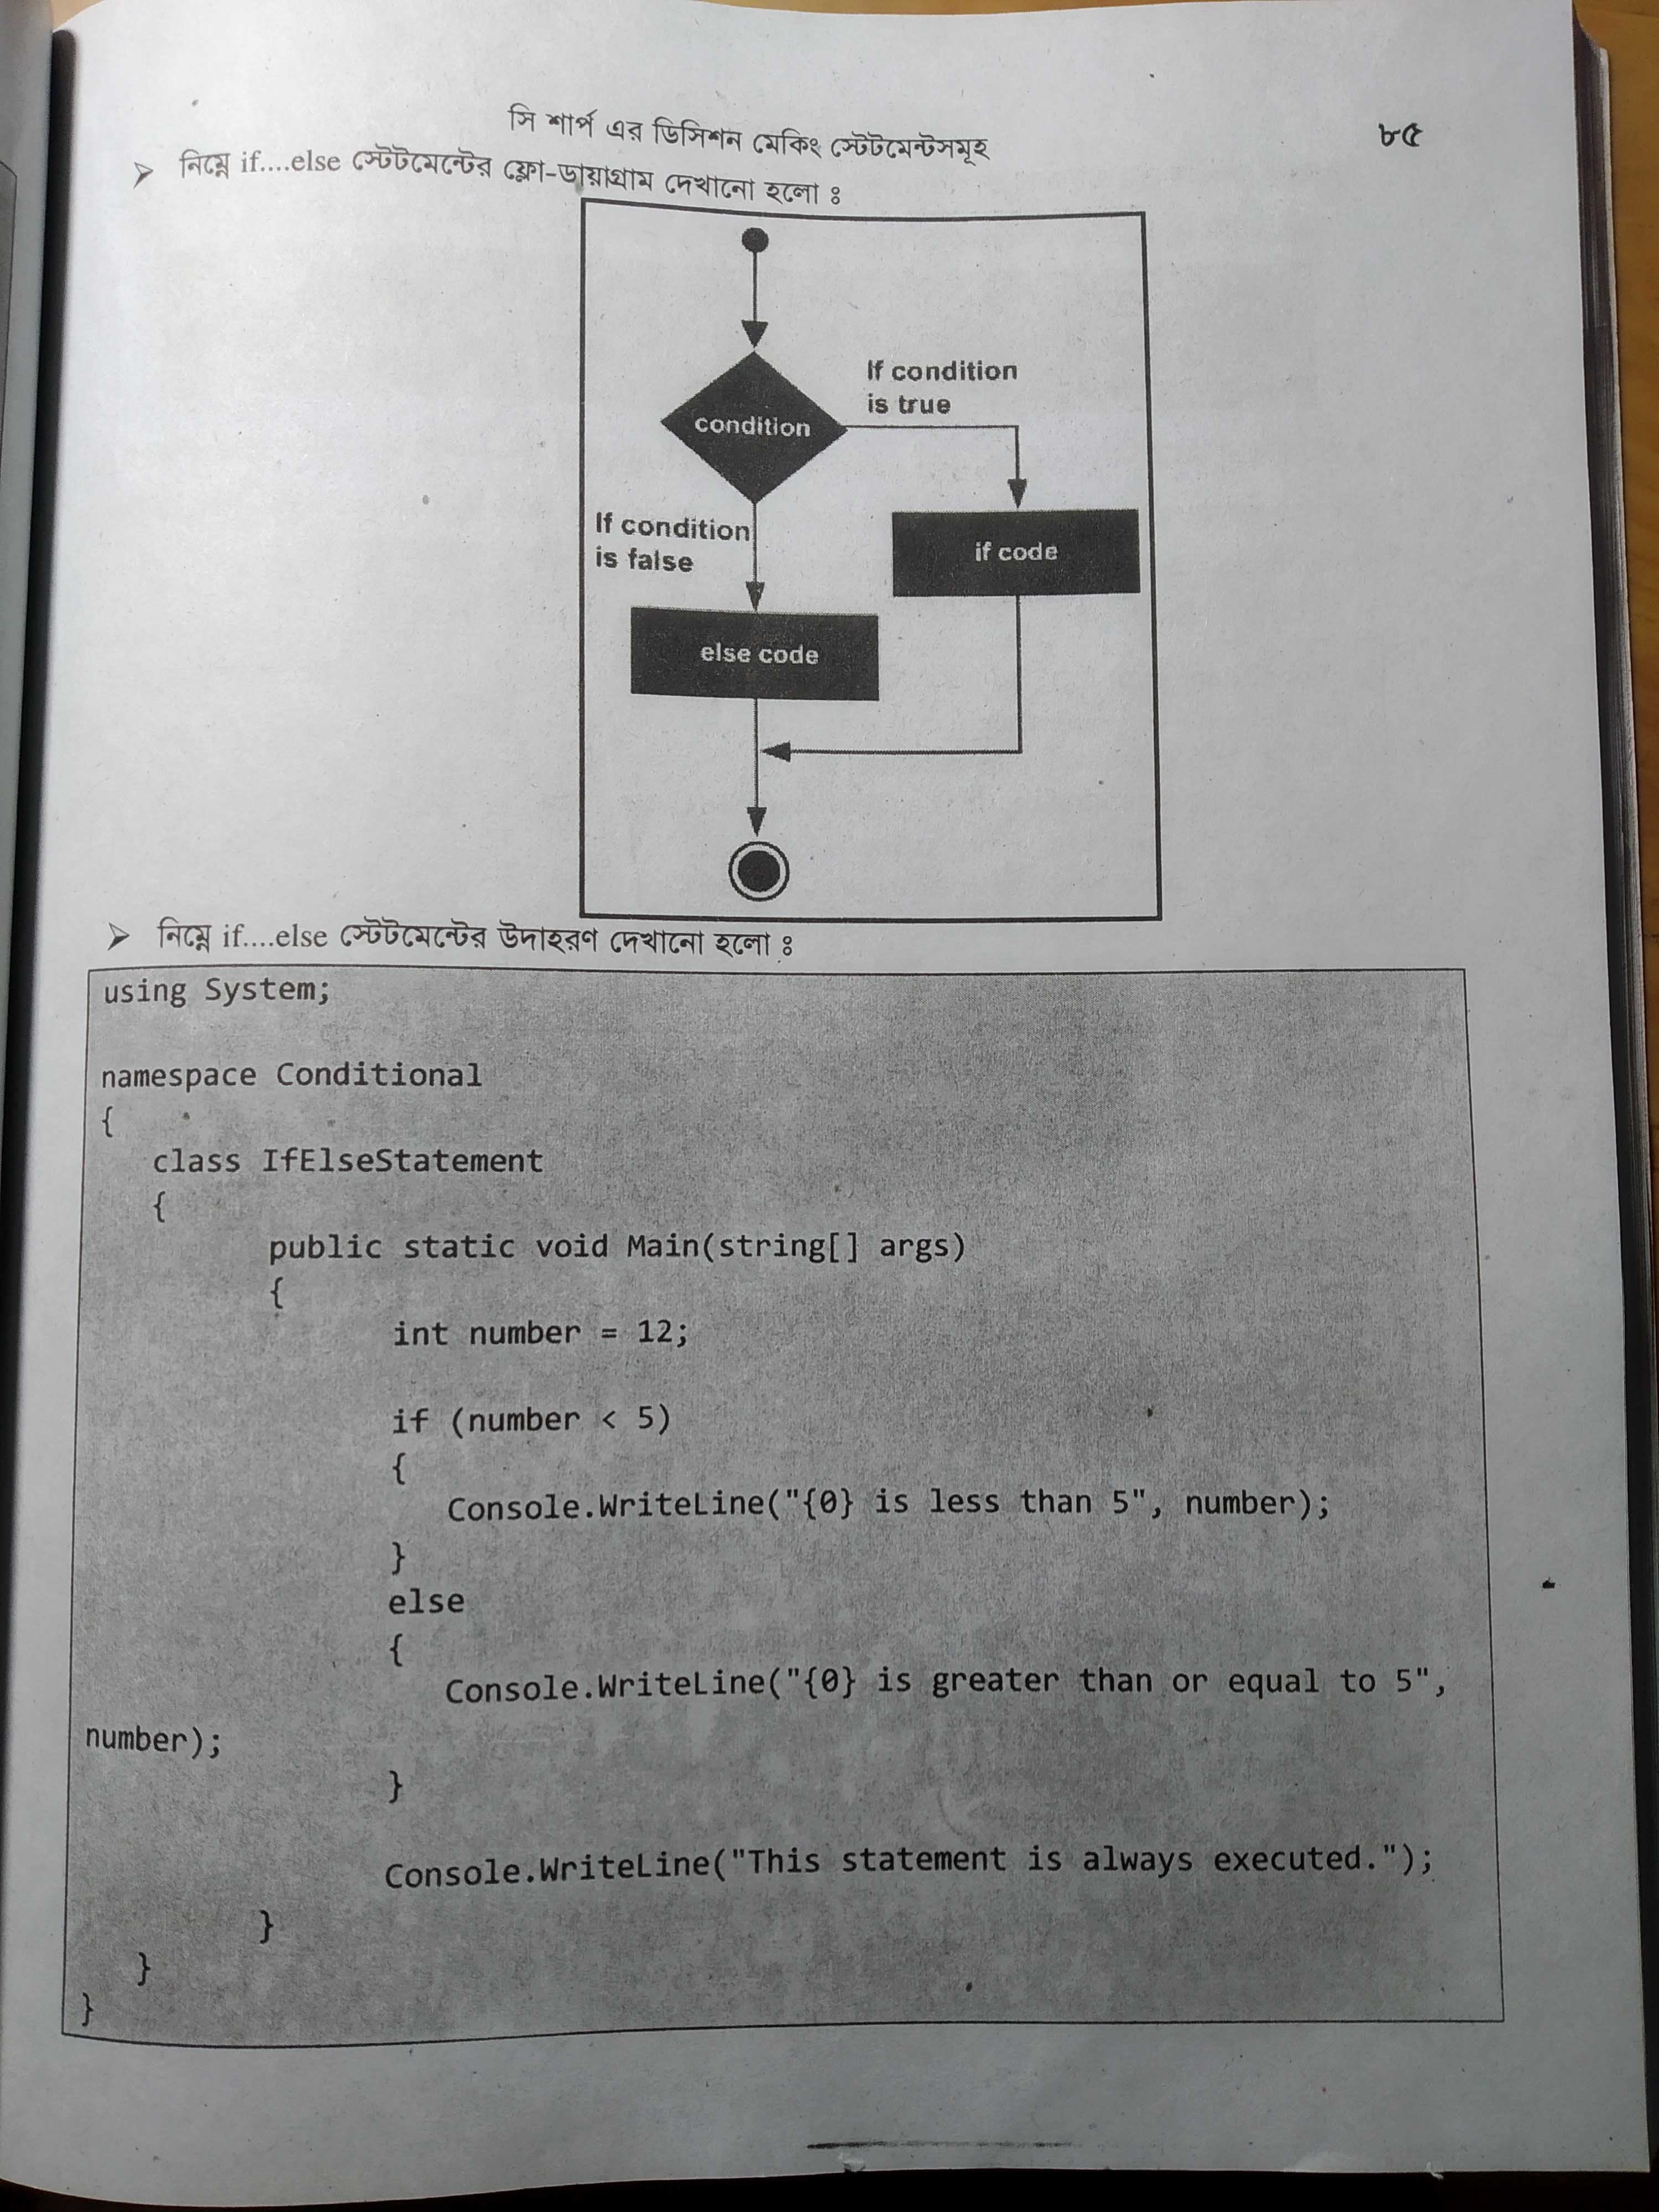 সি শার্প এর ডিসিশন মেকিং স্টেটমেন্টসমূহ ৮৫
➢ নিম্নে if....else স্টেটমেন্টের ফ্লো-ডায়াগ্রাম দেখানো হলো ঃ
If condition
is true
condition
If condition
is false
if code
else code
➢ নিম্নে if....else স্টেটমেন্টের উদাহরণ দেখানো হলো ঃ
using System;
namespace Conditional
{
class IfElseStatement
{
public static void Main(string[] args)
{
int number = 12;
if (number < 5)
{
Console.WriteLine("{0} is less than 5", number);
}
else
{
Console.WriteLine("{0} is greater than or equal to 5",
number);
}
Console.WriteLine("This statement is always executed.");
}
}
}